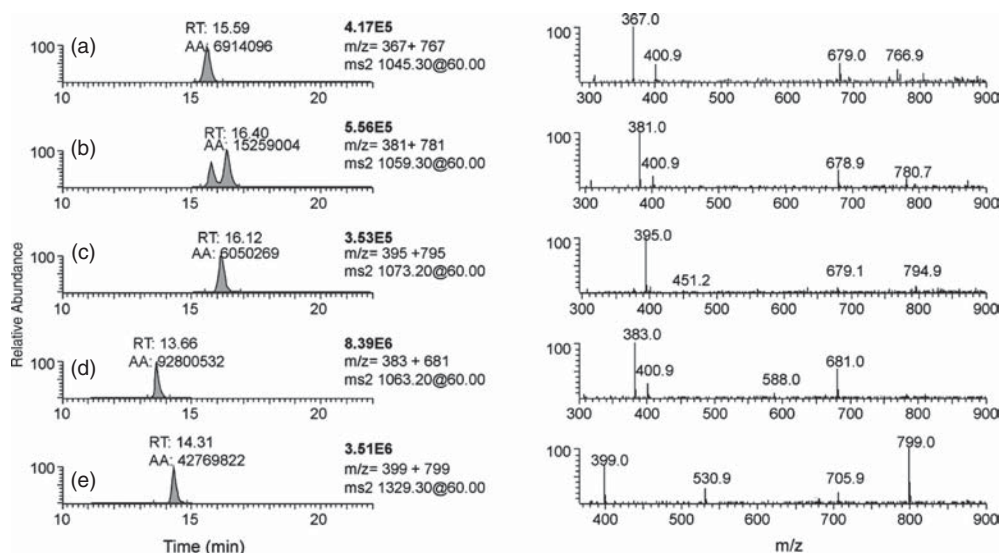 RT: 15.59
AA: 6914096
(a)
100
4.17E5
m/z= 367+ 767
ms2 1045.30@60.00
10 15 20
367.0
400.9
679.0
766.9
100
300 400 500 600 700 800 900
RT: 16.40
AA: 15259004
(b)
100
5.56E5
m/z= 381+ 781
ms2 1059.30@60.00
10 15 20
381.0
400.9
678.9
780.7
100
300 400 500 600 700 800 900
RT: 16.12
AA: 6050269
(c)
100
3.53E5
m/z= 395 +795
ms2 1073.20@60.00
10 15 20
395.0
451.2
679.1
794.9
100
300 400 500 600 700 800 900
RT: 13.66
AA: 92800532
(d)
100
8.39E6
m/z= 383 + 681
ms2 1063.20@60.00
10 15 20
383.0
400.9
588.0
681.0
100
300 400 500 600 700 800 900
RT: 14.31
AA: 42769822
(e)
100
3.51E6
m/z= 399 + 799
ms2 1329.30@60.00
10 15 20
399.0
530.9
705.9
799.0
100
400 500 600 700 800 900
Relative Abundance
Time (min)
m/z